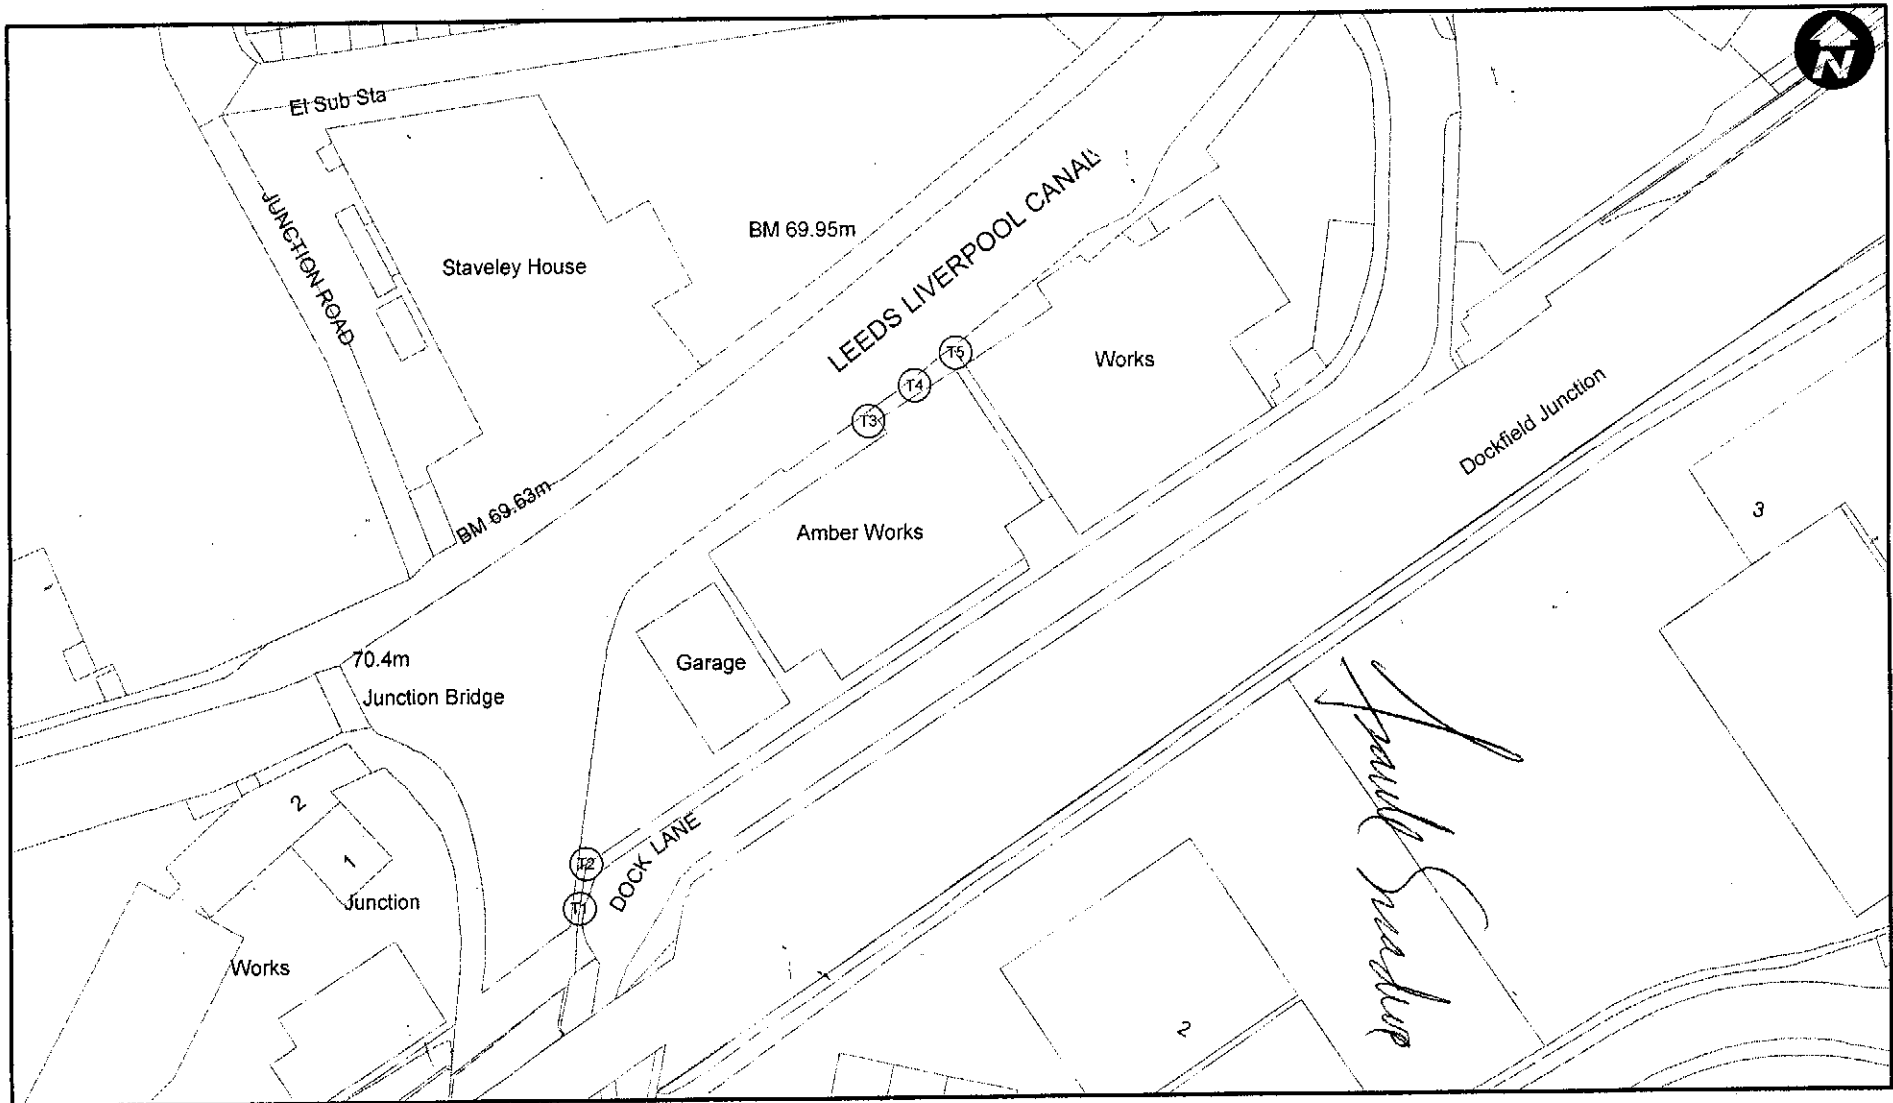 N
El Sub Sta
JUNCTION ROAD
Staveley House
BM 69.95m
LEEDS LIVERPOOL CANAL
T5
T4
T3
Works
Dockfield Junction
BM 69.63m
Amber Works
3
70.4m
Junction Bridge
Garage
2
1
Junction
T2
T1
DOCK LANE
Works
2